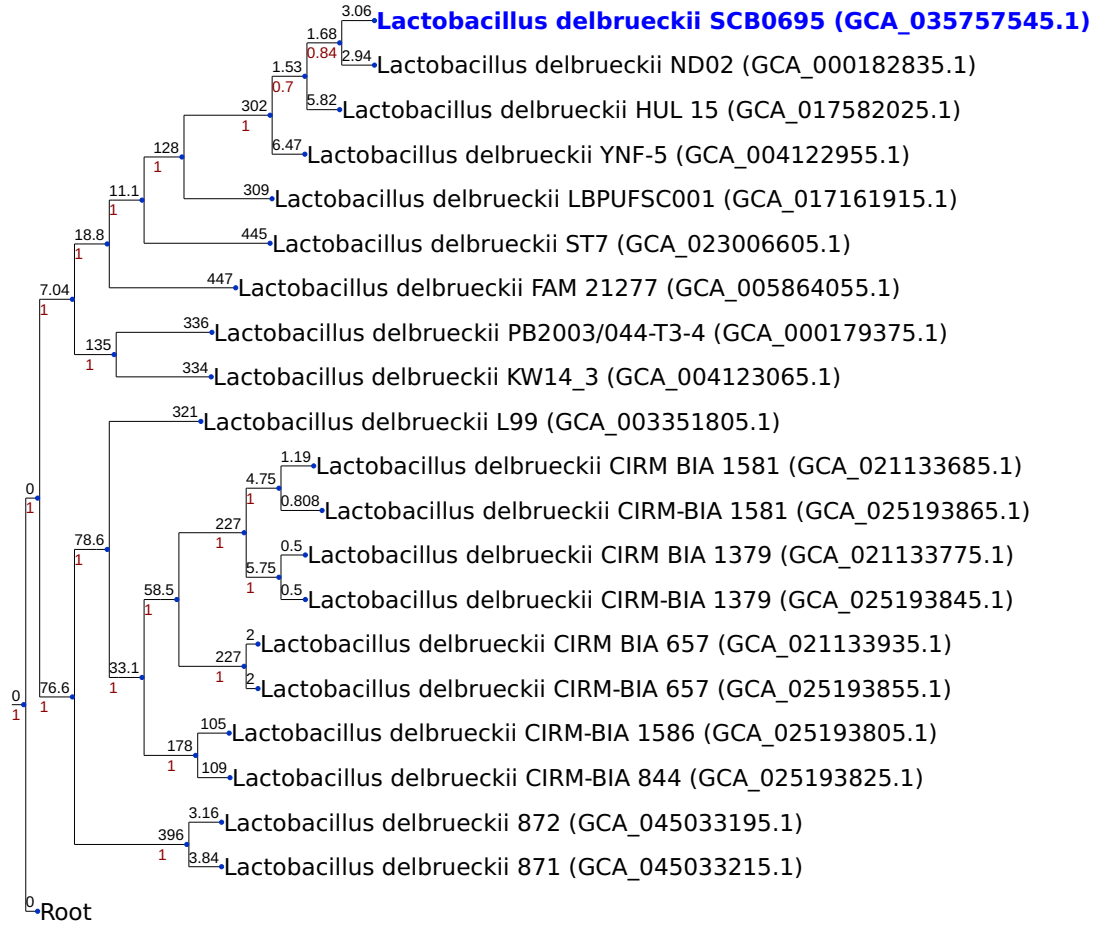 3.06
Lactobacillus delbrueckii SCB0695 (GCA_035757545.1)
1.68
0.84
2.94
Lactobacillus delbrueckii ND02 (GCA_000182835.1)
1.53
0.7
5.82
Lactobacillus delbrueckii HUL 15 (GCA_017582025.1)
302
1
6.47
Lactobacillus delbrueckii YNF-5 (GCA_004122955.1)
128
1
309
Lactobacillus delbrueckii LBPUFSC001 (GCA_017161915.1)
11.1
1
445
Lactobacillus delbrueckii ST7 (GCA_023006605.1)
18.8
1
447
Lactobacillus delbrueckii FAM 21277 (GCA_005864055.1)
7.04
1
336
Lactobacillus delbrueckii PB2003/044-T3-4 (GCA_000179375.1)
135
1
334
Lactobacillus delbrueckii KW14_3 (GCA_004123065.1)
321
Lactobacillus delbrueckii L99 (GCA_003351805.1)
1.19
Lactobacillus delbrueckii CIRM BIA 1581 (GCA_021133685.1)
4.75
1
0.808
Lactobacillus delbrueckii CIRM-BIA 1581 (GCA_025193865.1)
0
1
227
1
78.6
1
0.5
Lactobacillus delbrueckii CIRM BIA 1379 (GCA_021133775.1)
5.75
1
0.5
Lactobacillus delbrueckii CIRM-BIA 1379 (GCA_025193845.1)
58.5
1
2
Lactobacillus delbrueckii CIRM BIA 657 (GCA_021133935.1)
227
1
2
Lactobacillus delbrueckii CIRM-BIA 657 (GCA_025193855.1)
33.1
1
76.6
1
0
1
105
Lactobacillus delbrueckii CIRM-BIA 1586 (GCA_025193805.1)
178
1
109
Lactobacillus delbrueckii CIRM-BIA 844 (GCA_025193825.1)
3.16
Lactobacillus delbrueckii 872 (GCA_045033195.1)
396
1
3.84
Lactobacillus delbrueckii 871 (GCA_045033215.1)
0
Root